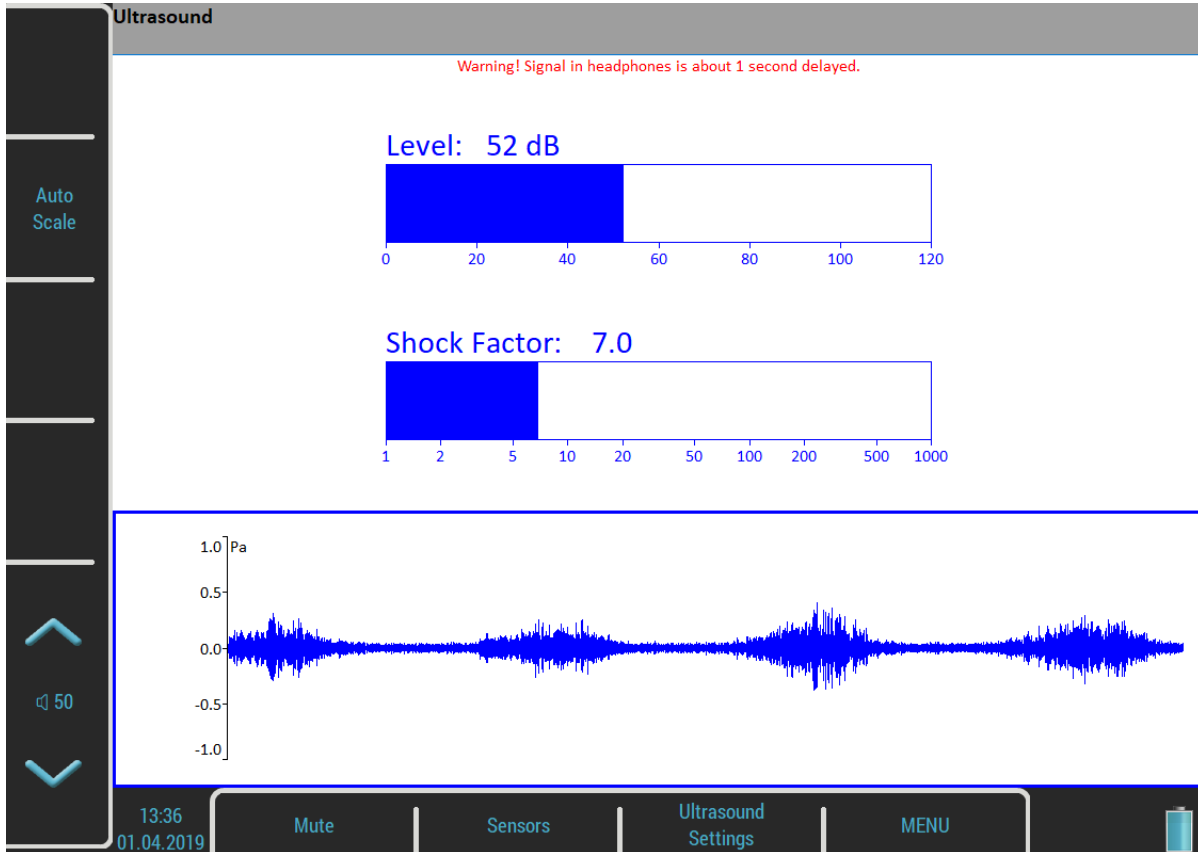 Ultrasound
Warning! Signal in headphones is about 1 second delayed.
Level: 52 dB
0 20 40 60 80 100 120
Shock Factor: 7.0
1 2 5 10 20 50 100 200 500 1000
Auto
Scale
50
1.0 Pa
0.5
0.0
-0.5
-1.0
13:36
01.04.2019
Mute
Sensors
Ultrasound
Settings
MENU